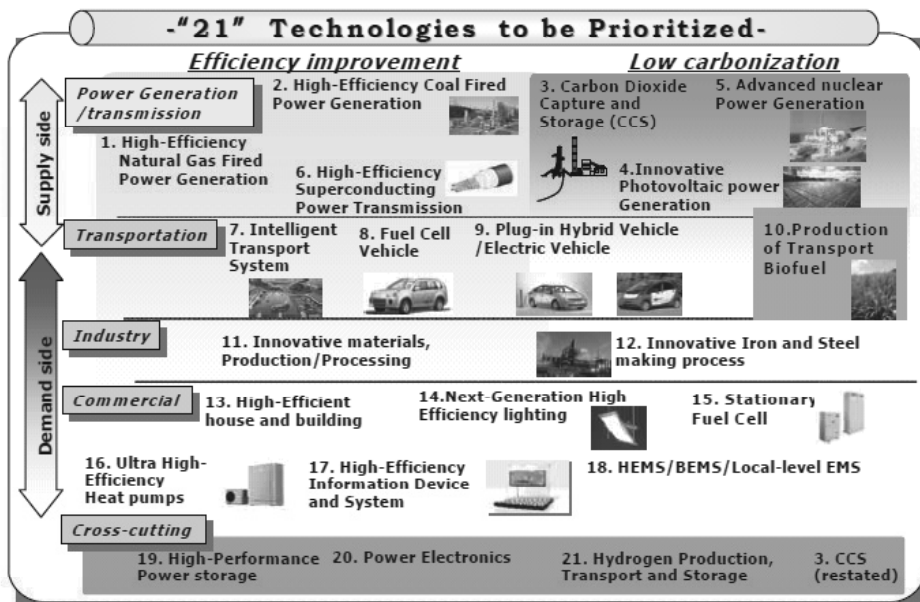 -“21” Technologies to be Prioritized-
Efficiency improvement
Low carbonization
Supply side
Power Generation
/transmission
1. High-Efficiency
Natural Gas Fired
Power Generation
2. High-Efficiency Coal Fired
Power Generation
6. High-Efficiency
Superconducting
Power Transmission
3. Carbon Dioxide
Capture and
Storage (CCS)
5. Advanced nuclear
Power Generation
4.Innovative
Photovoltaic power
Generation
Transportation
7. Intelligent
Transport
System
8. Fuel Cell
Vehicle
9. Plug-in Hybrid Vehicle
/Electric Vehicle
10.Production
of Transport
Biofuel
Demand side
Industry
11. Innovative materials,
Production/Processing
12. Innovative Iron and Steel
making process
Commercial
13. High-Efficient
house and building
14.Next-Generation High
Efficiency lighting
15. Stationary
Fuel Cell
16. Ultra High-
Efficiency
Heat pumps
17. High-Efficiency
Information Device
and System
18. HEMS/BEMS/Local-level EMS
Cross-cutting
19. High-Performance
Power storage
20. Power Electronics
21. Hydrogen Production,
Transport and Storage
3. CCS
(restated)